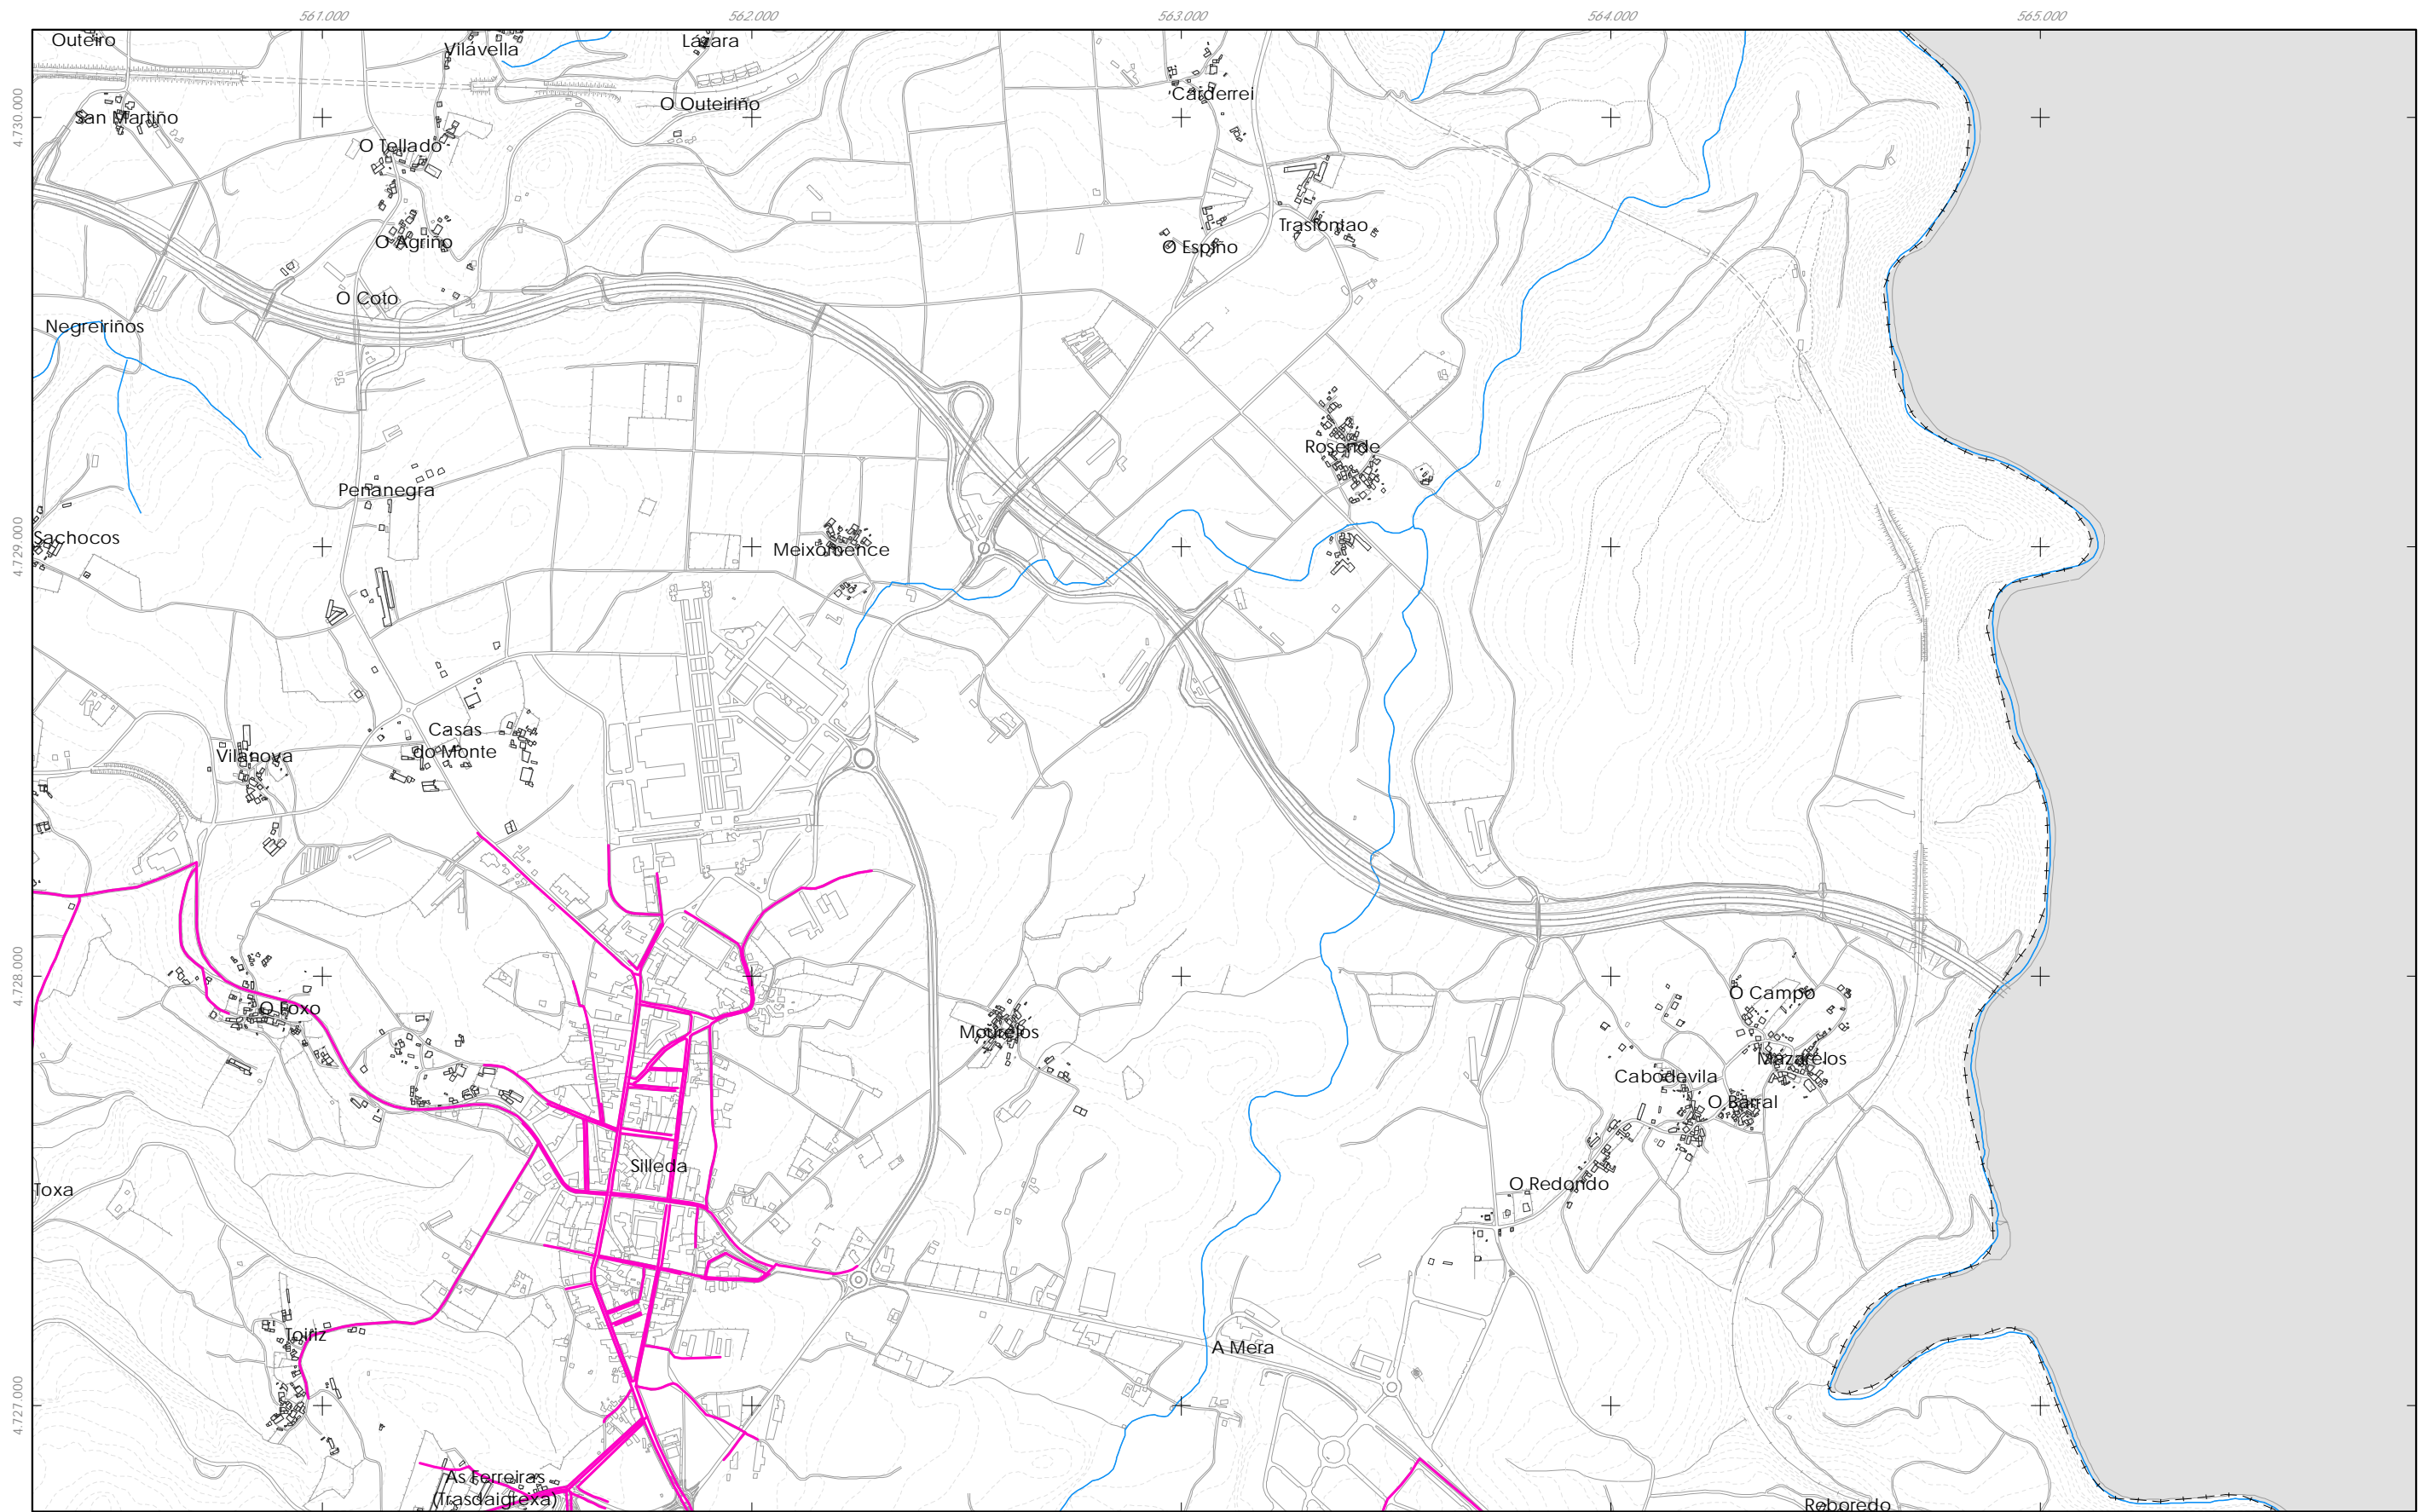 561.000 562.000 563.000 564.000 565.000
Outeiro
Vilavella
Lázara
O Outeiriño
Carderrei
4.730.000
San Martiño
O Tellado
Trasfontao
O Agriño
O Espiño
O Coto
Negreiriños
Rosende
Penanegra
4.729.000
Sachocos
Meixomence
Casas
do Monte
Vilanova
4.728.000
O Campo
O Foxo
Mourelos
Mazarelos
Cabodevila
O Barral
Silleda
O Redondo
Toxa
Toiriz
A Mera
4.727.000
As Ferreiras
(Trasdaigrexa)
Reboredo